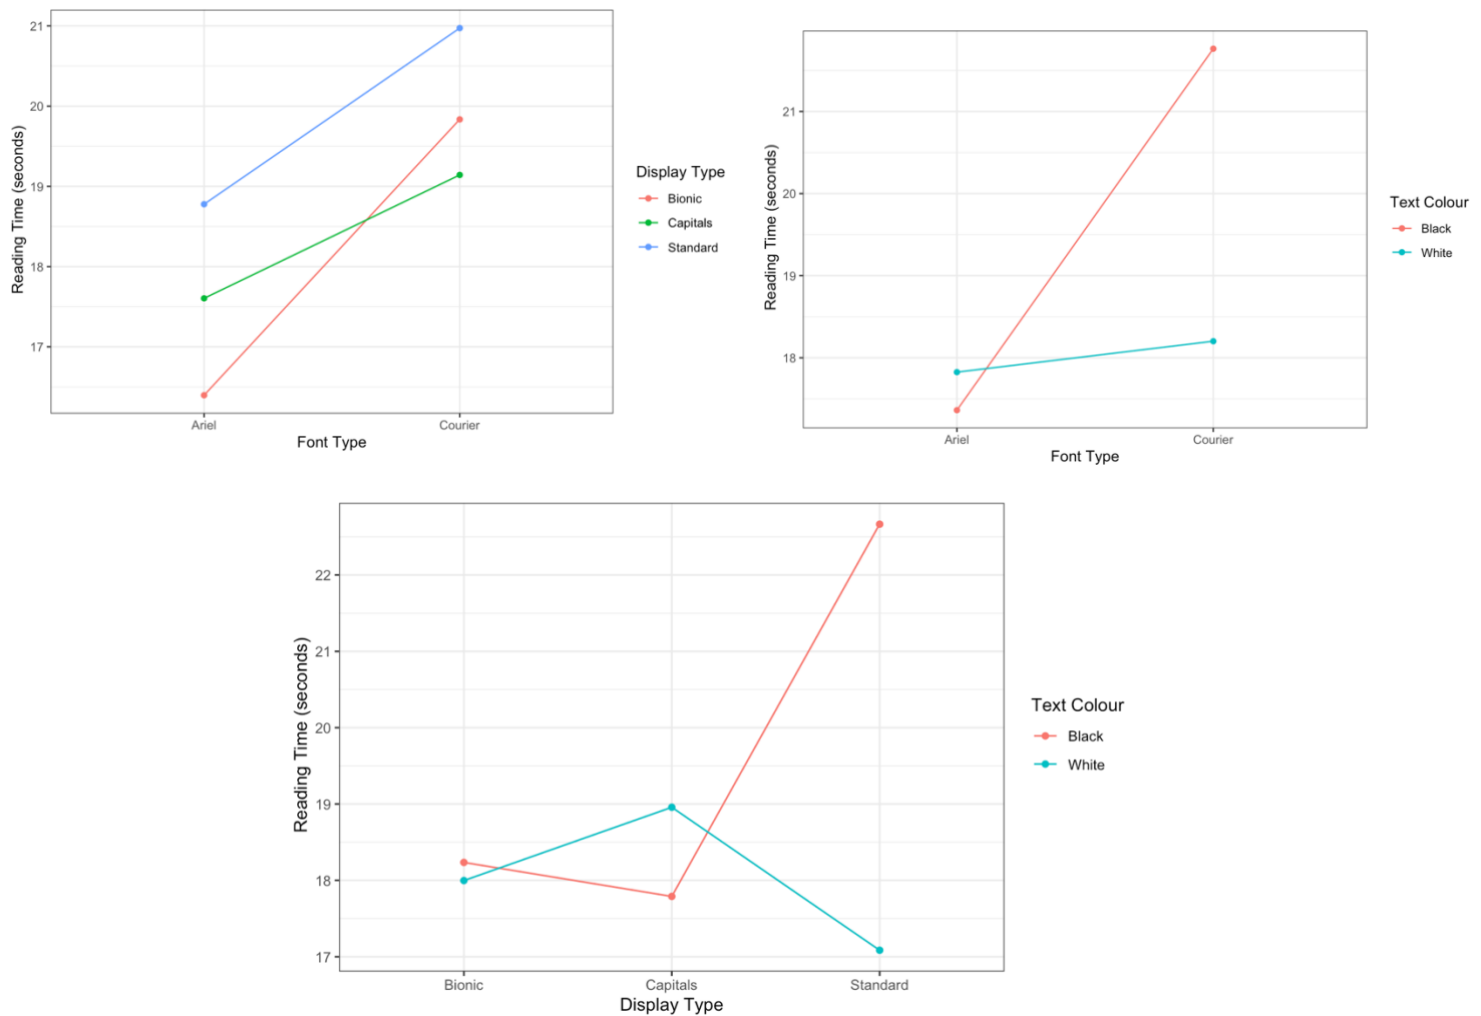 21
20
19
18
17
Reading Time (seconds)
Ariel
Courier
Font Type
Display Type
Bionic
Capitals
Standard
21
20
19
18
Reading Time (seconds)
Ariel
Courier
Font Type
Text Colour
Black
White
22
21
20
19
18
17
Reading Time (seconds)
Bionic
Capitals
Standard
Display Type
Text Colour
Black
White